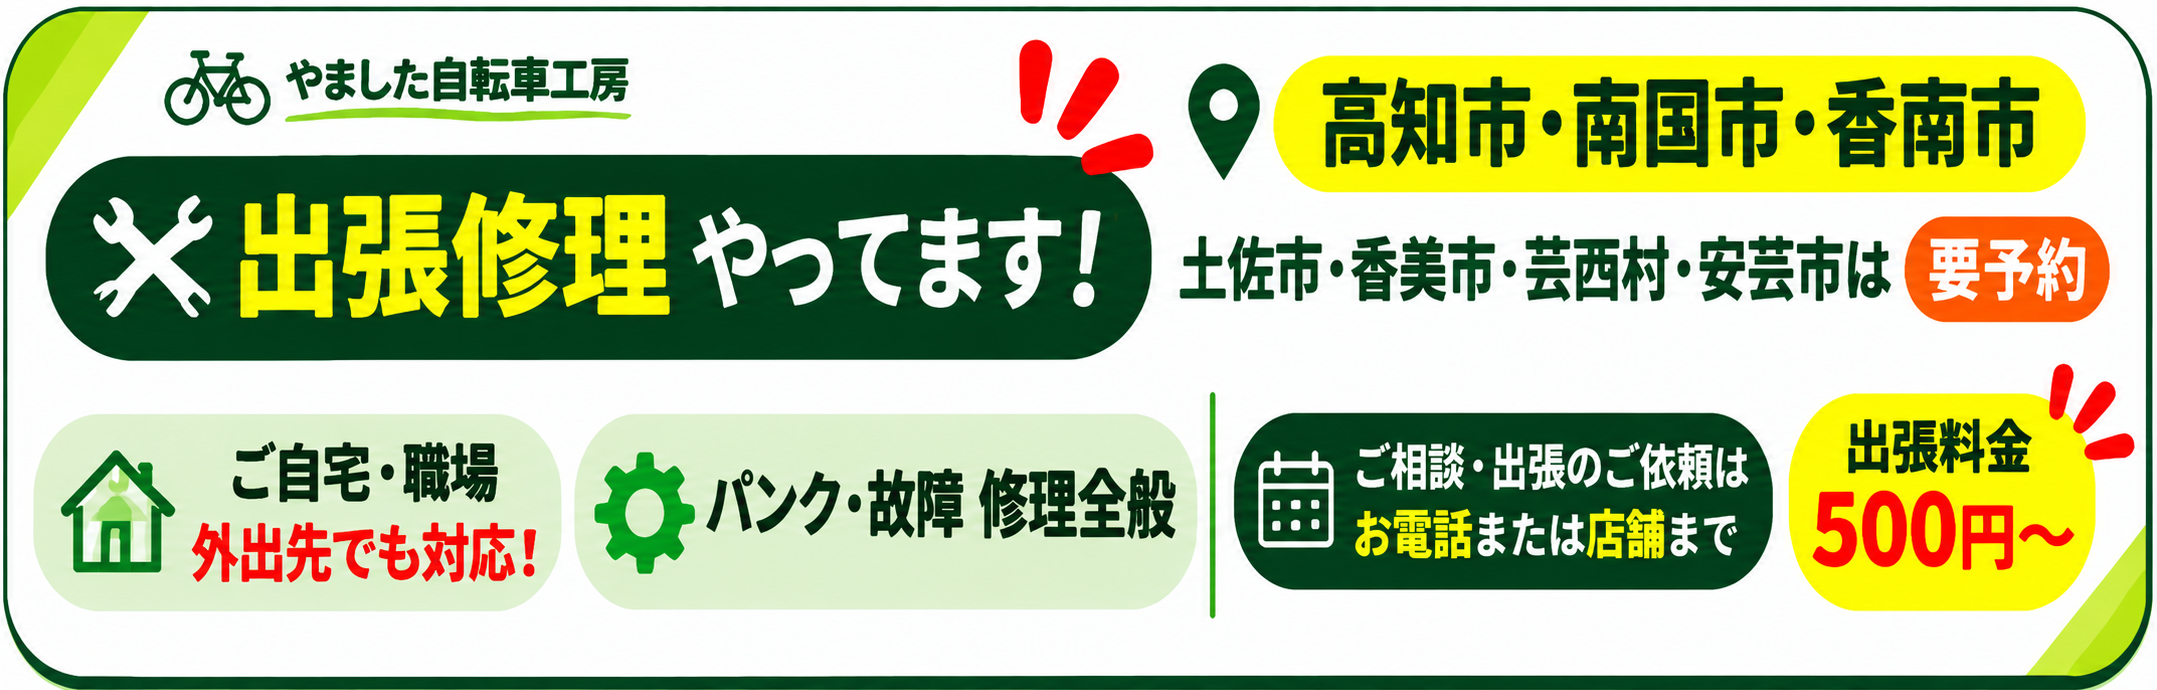 やました自転車工房
出張修理 やってます!
高知市・南国市・香南市
土佐市・香美市・芸西村・安芸市は 要予約
ご自宅・職場
外出先でも対応!
パンク・故障 修理全般
ご相談・出張のご依頼は
お電話または店舗まで
出張料金
500円〜